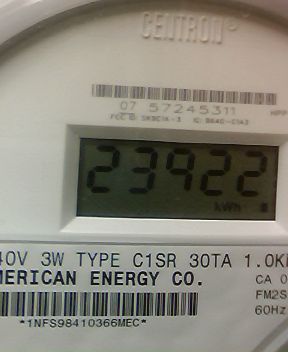 CENTRON
07 57245311
23922
kWh
40V 3W TYPE C1SR 30TA 1.0K
MERICAN ENERGY CO.
CA 0
FM2S
60Hz
*1NFS98410366MEC*